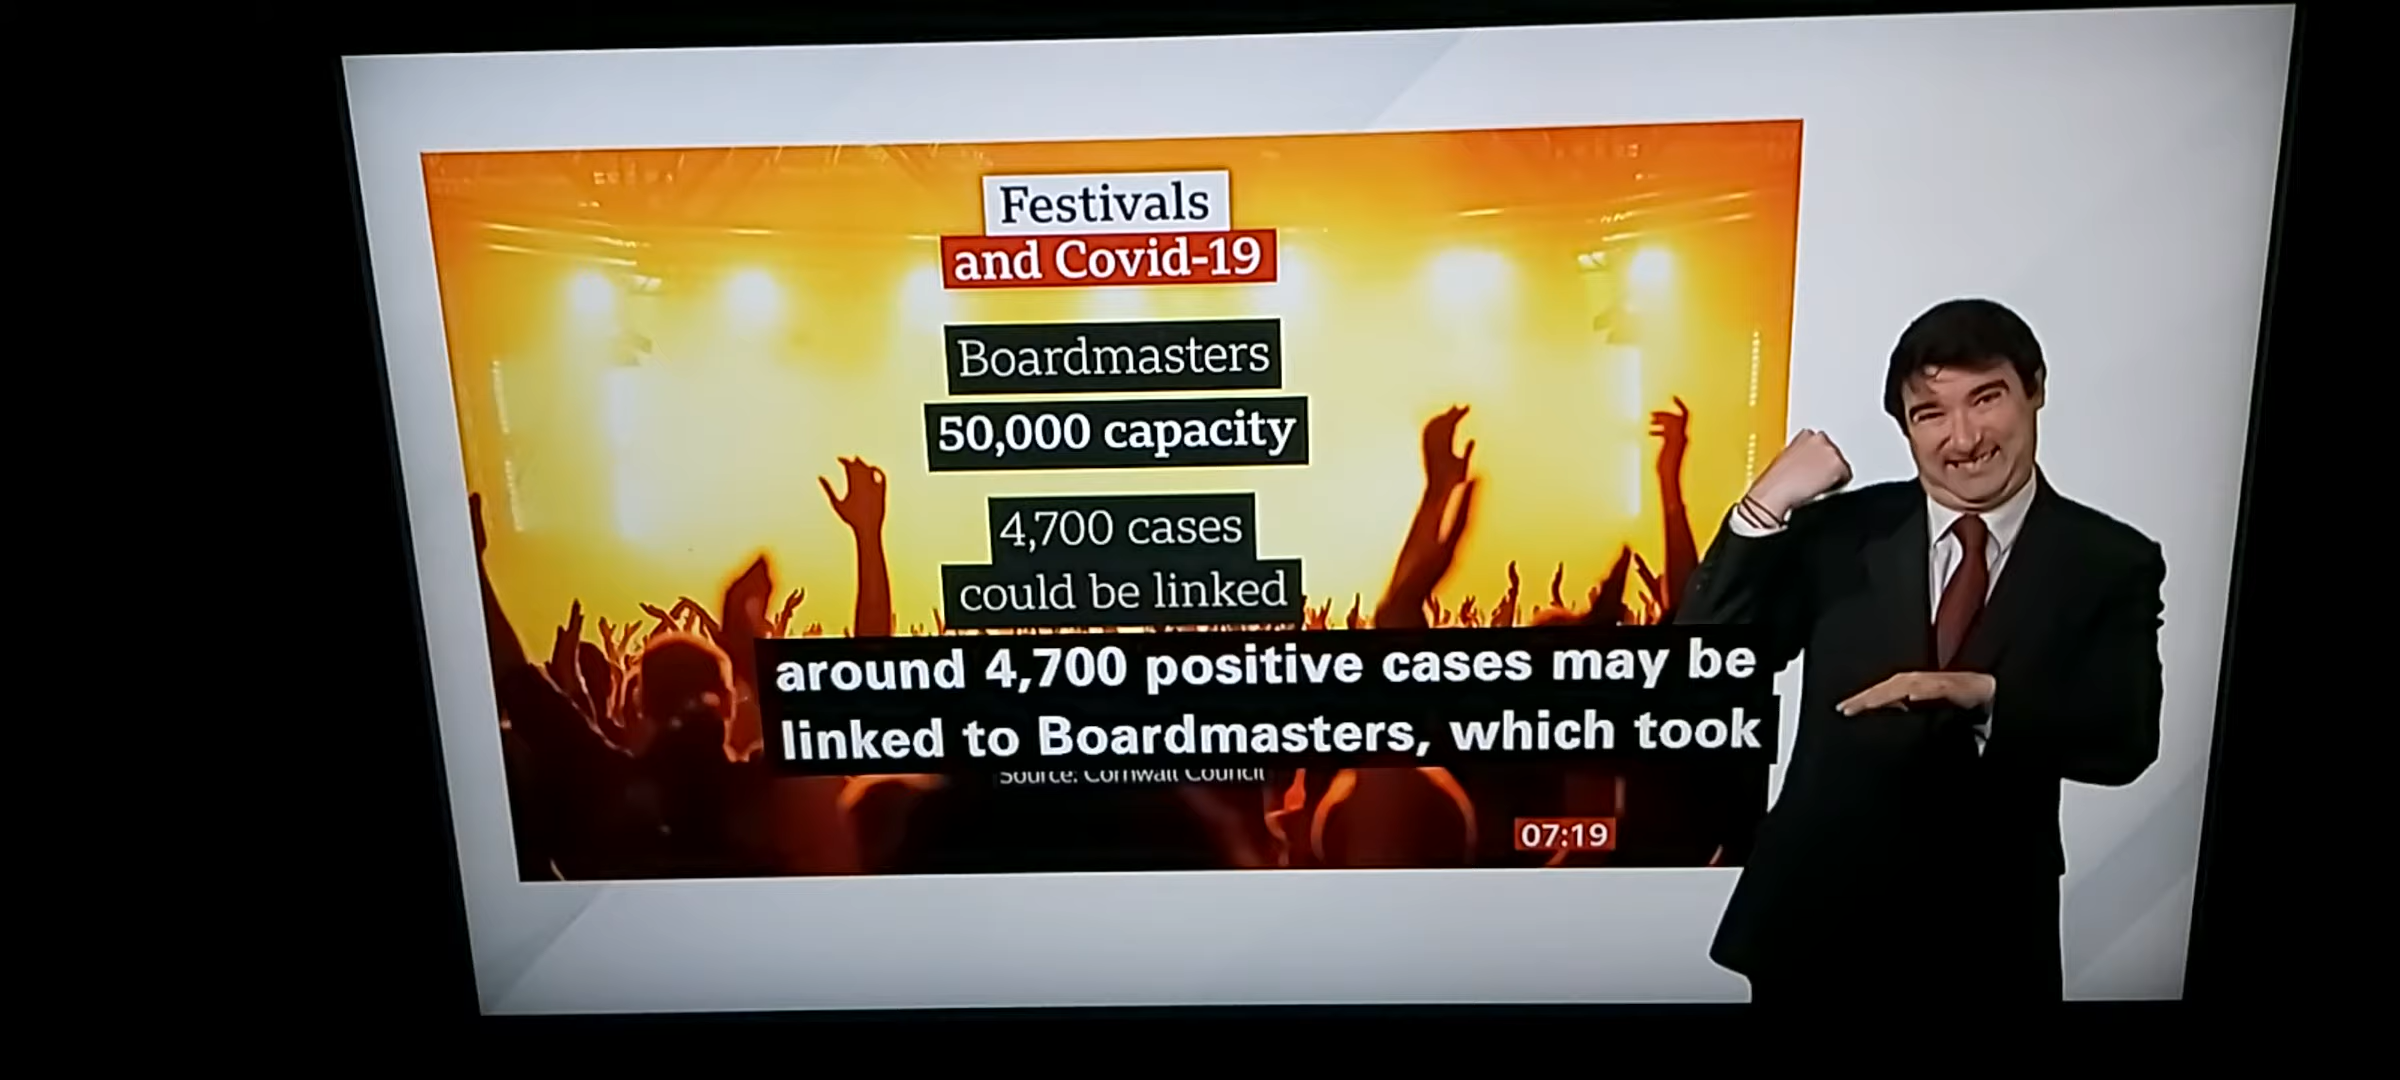 Festivals
and Covid-19
Boardmasters
50,000 capacity
4,700 cases
could be linked
around 4,700 positive cases may be
linked to Boardmasters, which took
Source: Cornwall Council
07:19